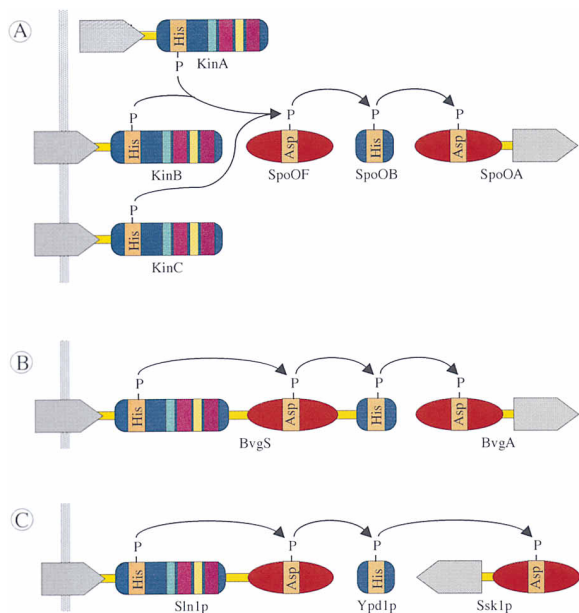 A
His
P
KinA
P
P
P
P
His
Asp
His
Asp
KinB
SpoOF
SpoOB
SpoOA
P
His
KinC
B
P
P
P
P
His
Asp
His
Asp
BvgS
BvgA
C
P
P
P
P
His
Asp
His
Asp
Sln1p
Ypd1p
Ssk1p